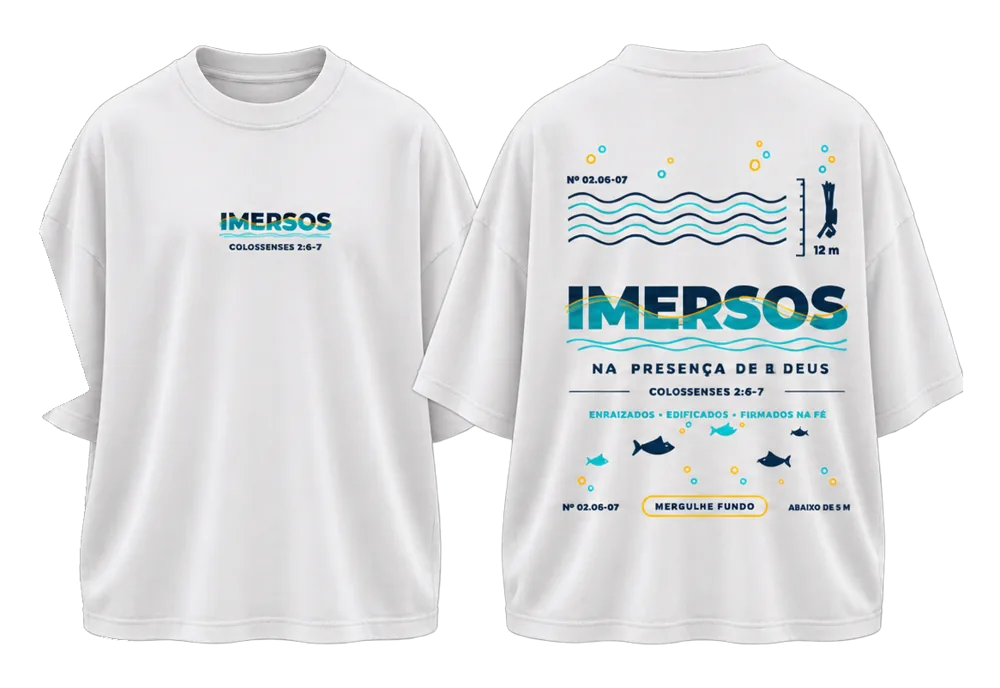 IMERSOS
COLOSSENSES 2:6-7
Nº 02.06-07
12 m
IMERSOS
NA PRESENÇA DE DEUS
COLOSSENSES 2:6-7
ENRAIZADOS • EDIFICADOS • FIRMADOS NA FÉ
Nº 02.06-07
MERGULHE FUNDO
ABAIXO DE 5 M